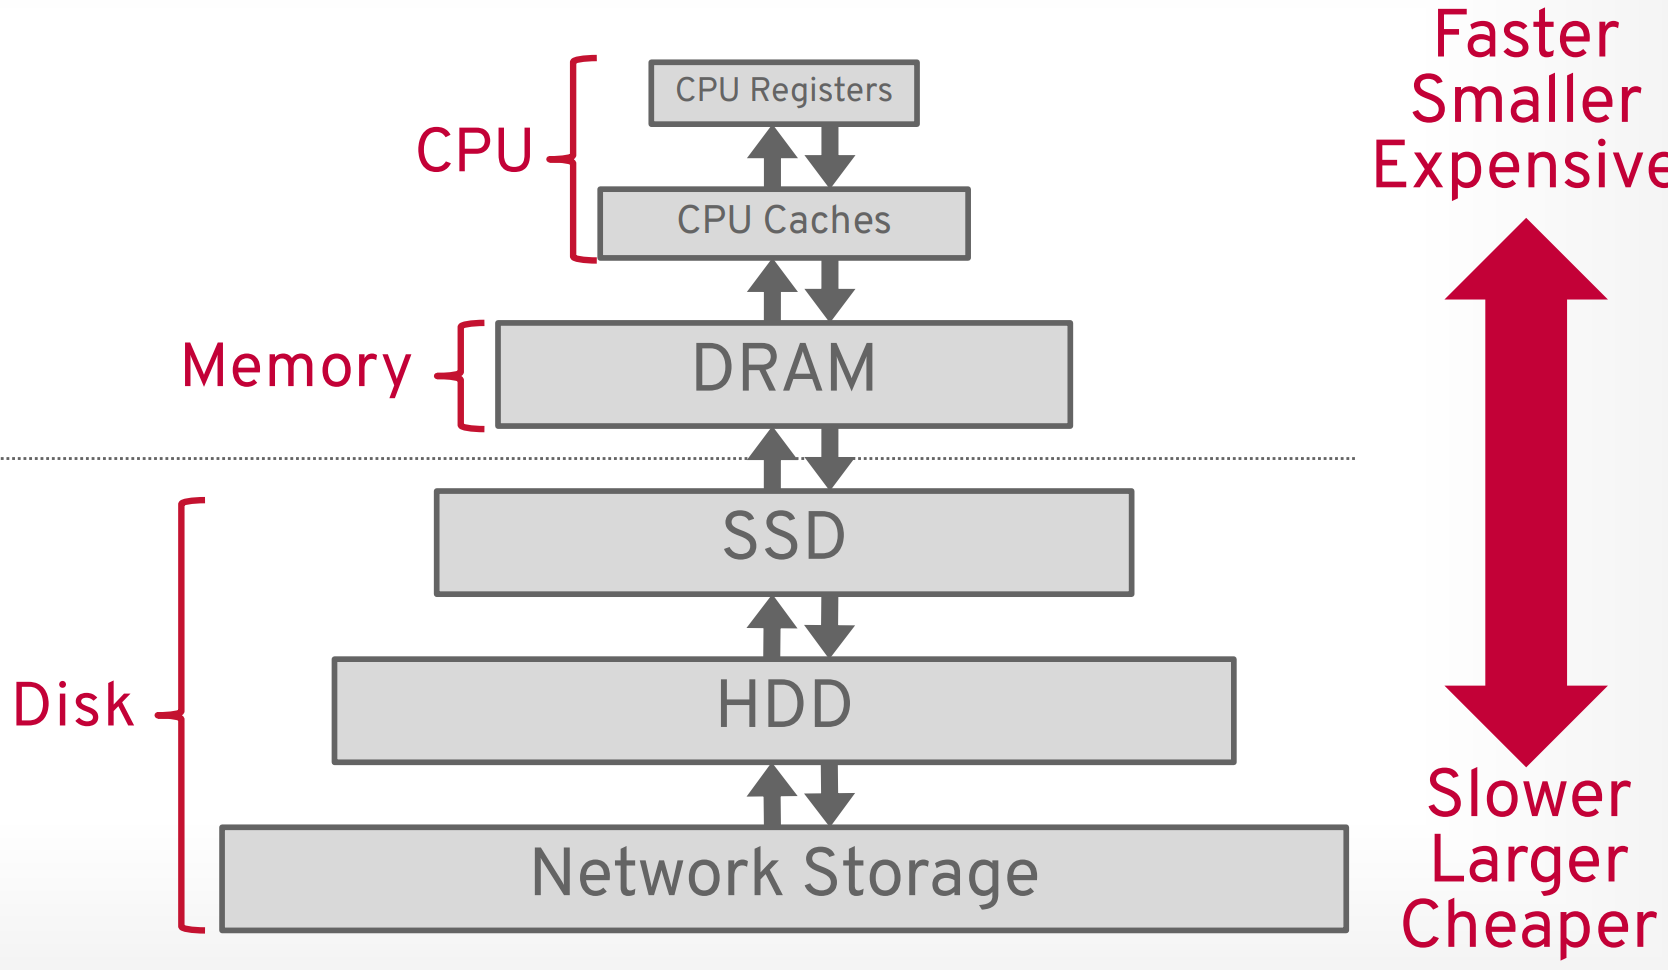 Faster
Smaller
Expensive
CPU Registers
CPU
CPU Caches
Memory
DRAM
SSD
Disk
HDD
Network Storage
Slower
Larger
Cheaper